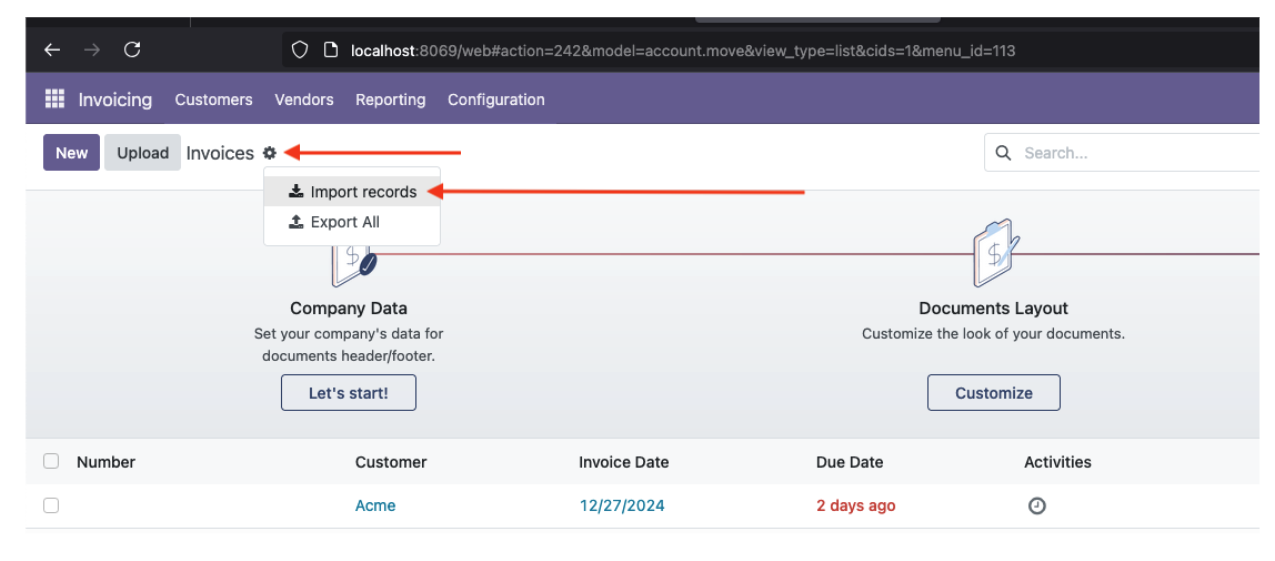 localhost:8069/web#action=242&model=account.move&view_type=list&cids=1&menu_id=113
Invoicing Customers Vendors Reporting Configuration
New Upload Invoices Search...
Import records
Export All
$ $
Company Data Documents Layout
Set your company's data for Customize the look of your documents.
documents header/footer.
Let's start! Customize
Number Customer Invoice Date Due Date Activities
Acme 12/27/2024 2 days ago